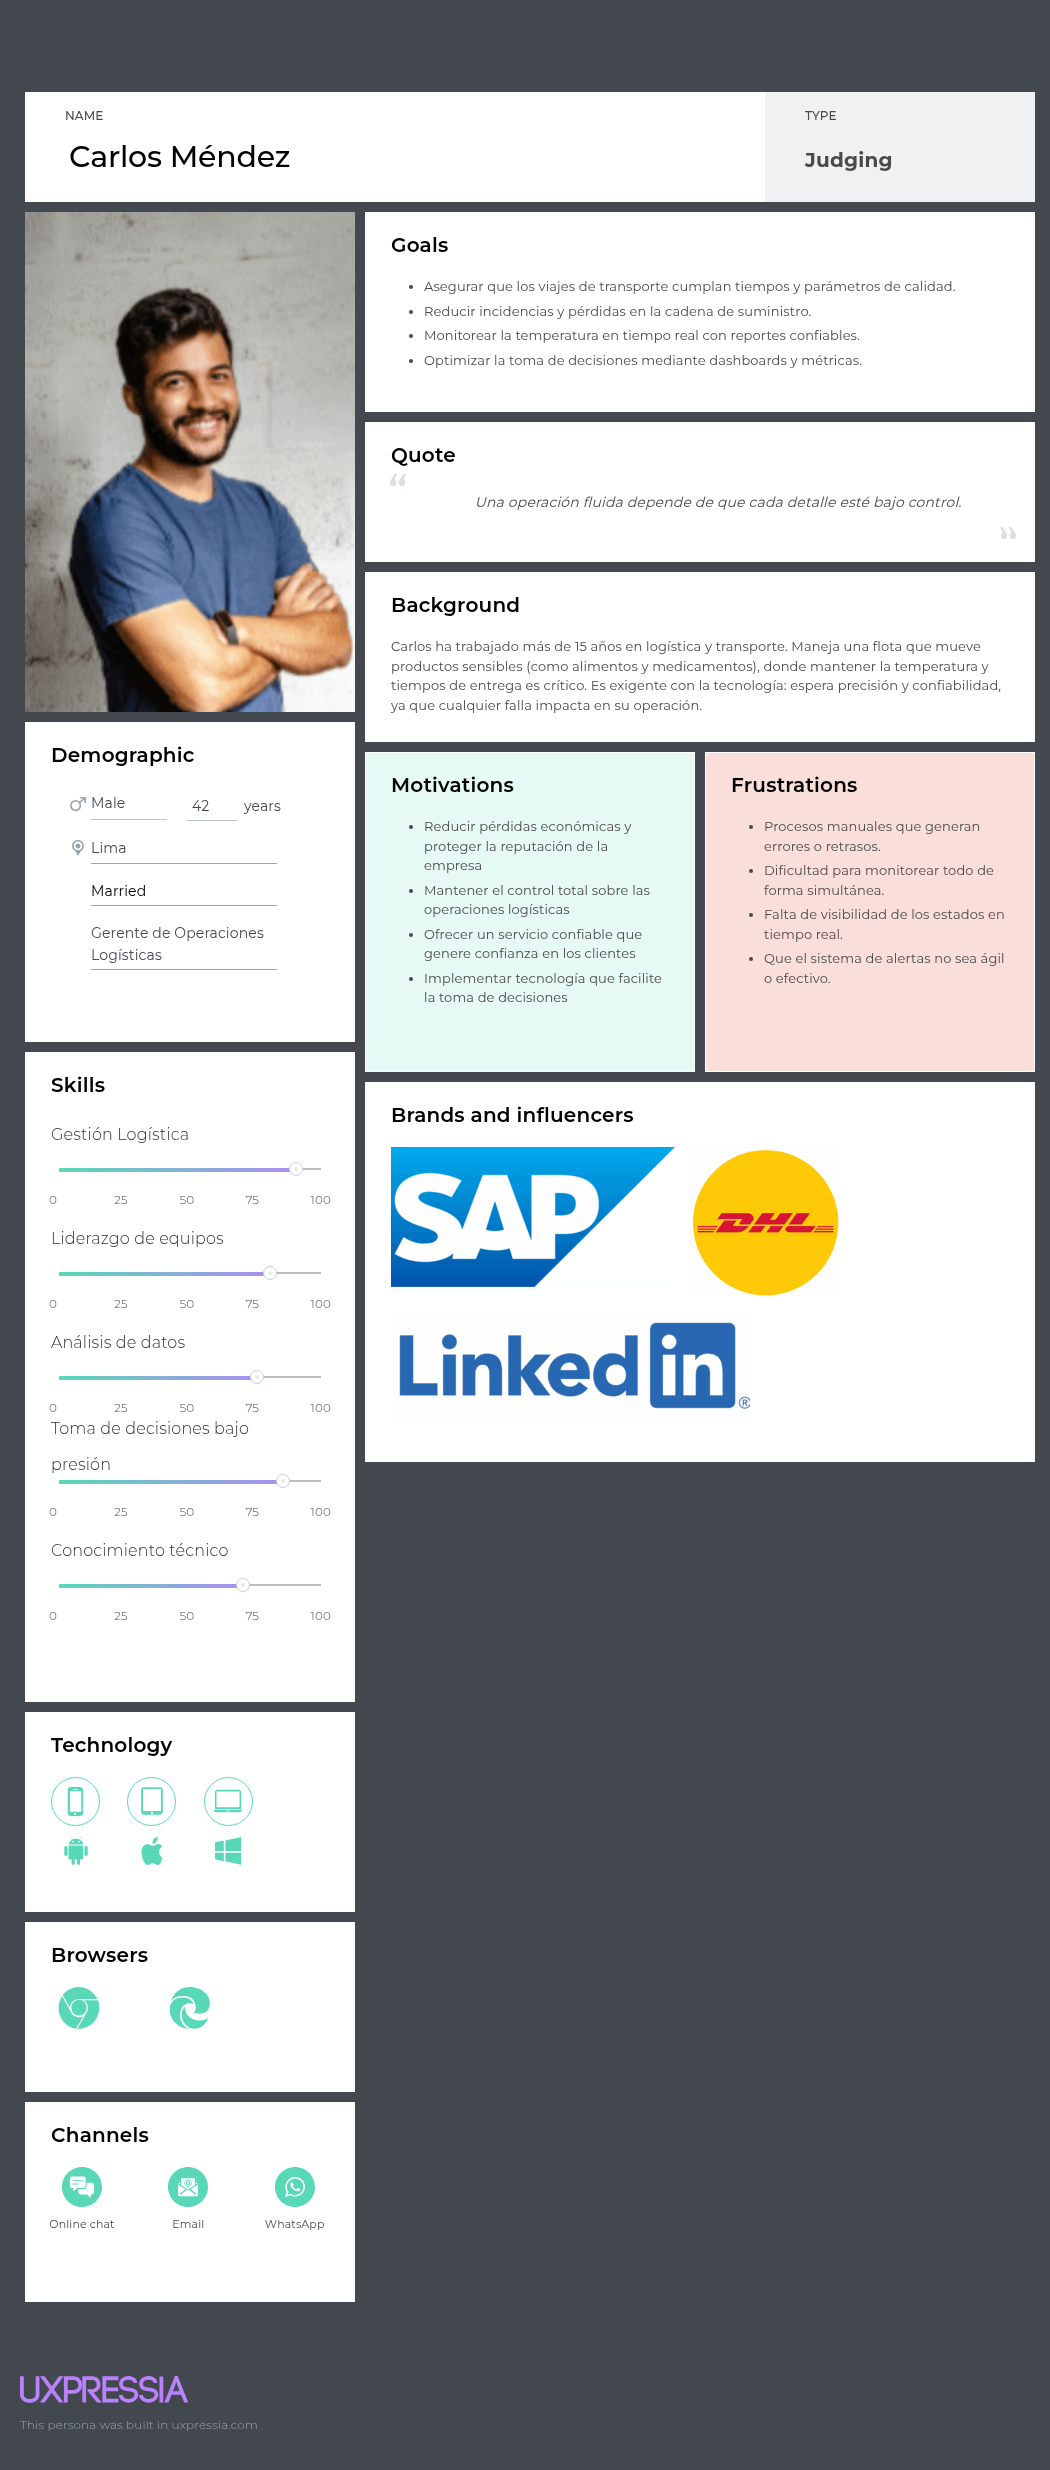 NAME
Carlos Méndez
TYPE
Judging
Goals
Asegurar que los viajes de transporte cumplan tiempos y parámetros de calidad.
Reducir incidencias y pérdidas en la cadena de suministro.
Monitorear la temperatura en tiempo real con reportes confiables.
Optimizar la toma de decisiones mediante dashboards y métricas.
Quote
“
Una operación fluida depende de que cada detalle esté bajo control.
”
Background
Carlos ha trabajado más de 15 años en logística y transporte. Maneja una flota que mueve
productos sensibles (como alimentos y medicamentos), donde mantener la temperatura y
tiempos de entrega es crítico. Es exigente con la tecnología: espera precisión y confiabilidad,
ya que cualquier falla impacta en su operación.
Demographic
Male 42 years
Lima
Married
Gerente de Operaciones
Logísticas
Motivations
Reducir pérdidas económicas y
proteger la reputación de la
empresa
Mantener el control total sobre las
operaciones logísticas
Ofrecer un servicio confiable que
genere confianza en los clientes
Implementar tecnología que facilite
la toma de decisiones
Frustrations
Procesos manuales que generan
errores o retrasos.
Dificultad para monitorear todo de
forma simultánea.
Falta de visibilidad de los estados en
tiempo real.
Que el sistema de alertas no sea ágil
o efectivo.
Skills
Gestión Logística
0 25 50 75 100
Liderazgo de equipos
0 25 50 75 100
Análisis de datos
0 25 50 75 100
Toma de decisiones bajo
presión
0 25 50 75 100
Conocimiento técnico
0 25 50 75 100
Brands and influencers
SAP
DHL
Linked in ®
Technology
Browsers
Channels
Online chat
Email
WhatsApp
UXPRESSIA
This persona was built in uxpressia.com